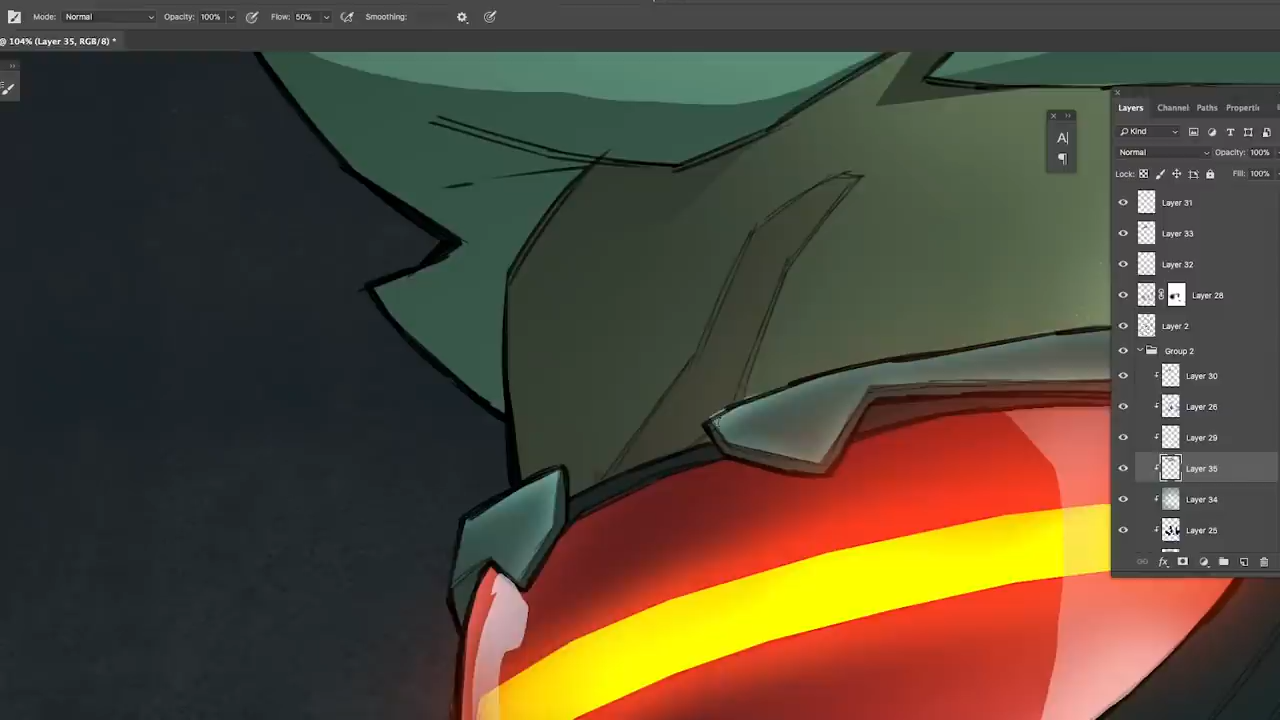 Mode: Normal Opacity: 100% Flow: 50% Smoothing:
@ 104% (Layer 35, RGB/8) *
Layers Channel Paths Properti
Kind
Normal Opacity: 100%
Lock: Fill: 100%
Layer 31
Layer 33
Layer 32
Layer 28
Layer 2
Group 2
Layer 30
Layer 26
Layer 29
Layer 35
Layer 34
Layer 25